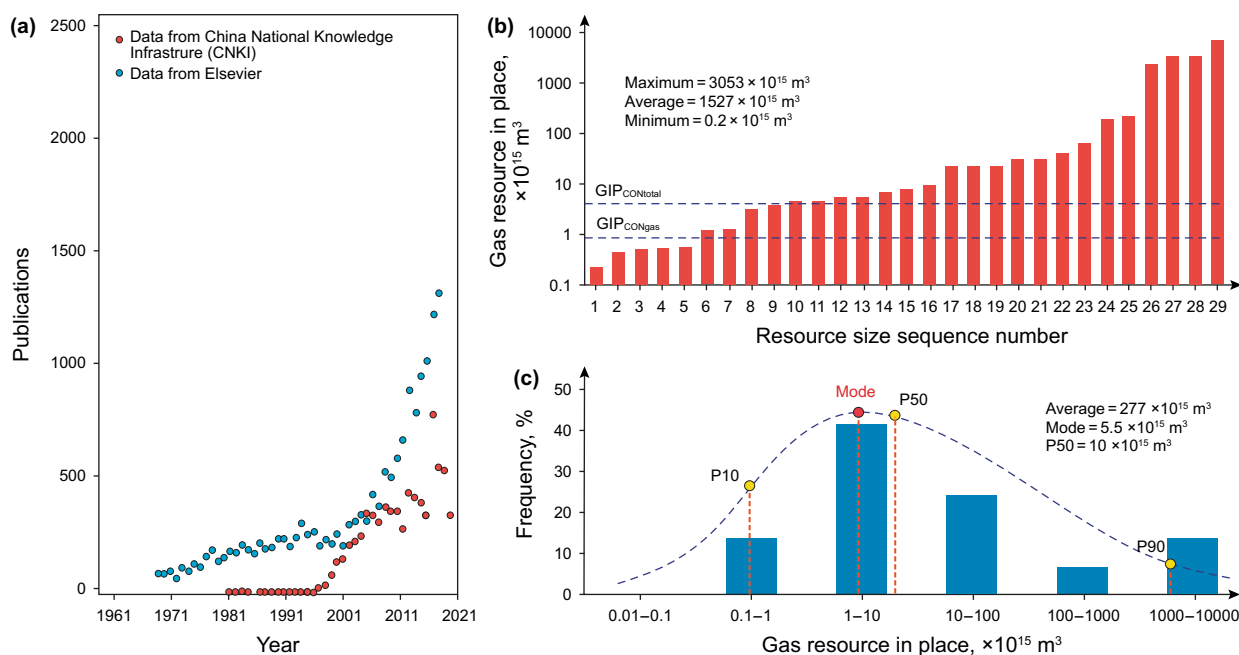 (a)
2500
2000
1500
1000
500
0
Publications
Data from China National Knowledge
Infrastrure (CNKI)
Data from Elsevier
1961 1971 1981 1991 2001 2011 2021
Year
(b)
Gas resource in place,
×10¹⁵ m³
10000
1000
100
10
1
0.1
Maximum = 3053 × 10¹⁵ m³
Average = 1527 × 10¹⁵ m³
Minimum = 0.2 × 10¹⁵ m³
GIP_CONtotal
GIP_CONgas
1 2 3 4 5 6 7 8 9 10 11 12 13 14 15 16 17 18 19 20 21 22 23 24 25 26 27 28 29
Resource size sequence number
(c)
Frequency, %
50
40
30
20
10
0
Mode
P50
P10
P90
Average = 277 ×10¹⁵ m³
Mode = 5.5 ×10¹⁵ m³
P50 = 10 ×10¹⁵ m³
0.01–0.1 0.1–1 1–10 10–100 100–1000 1000–10000
Gas resource in place, ×10¹⁵ m³